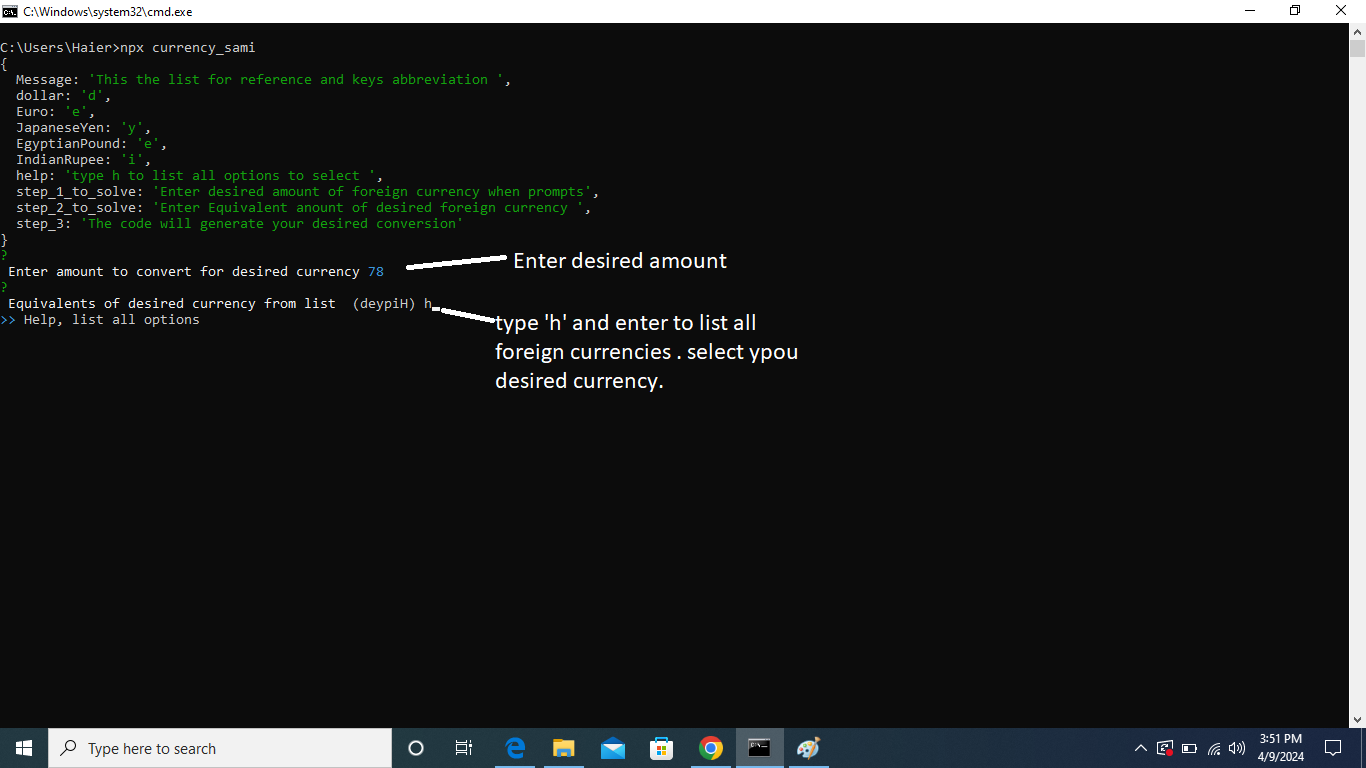 C:\Windows\system32\cmd.exe
C:\Users\Haier>npx currency_sami
{
  Message: 'This the list for reference and keys abbreviation ',
  dollar: 'd',
  Euro: 'e',
  JapaneseYen: 'y',
  EgyptianPound: 'e',
  IndianRupee: 'i',
  help: 'type h to list all options to select ',
  step_1_to_solve: 'Enter desired amount of foreign currency when prompts',
  step_2_to_solve: 'Enter Equivalent anount of desired foreign currency ',
  step_3: 'The code will generate your desired conversion'
}
?
 Enter amount to convert for desired currency 78
Enter desired amount
?
 Equivalents of desired currency from list  (deypiH) h
>> Help, list all options
type 'h' and enter to list all
foreign currencies . select ypou
desired currency.
Type here to search
3:51 PM
4/9/2024